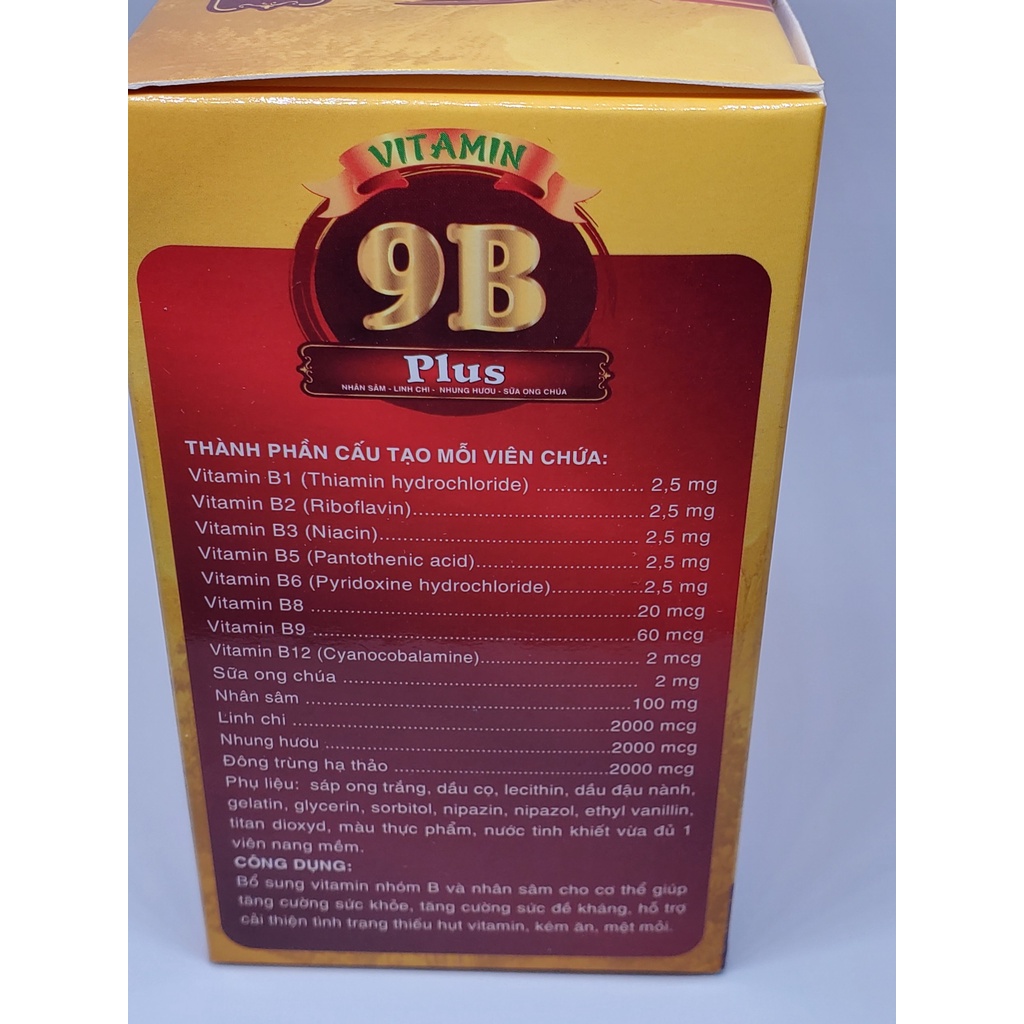 VITAMIN
9B
Plus
NHÂN SÂM - LINH CHI - NHUNG HƯƠU - SỮA ONG CHÚA
THÀNH PHẦN CẤU TẠO MỖI VIÊN CHỨA:
Vitamin B1 (Thiamin hydrochloride) .................. 2,5 mg
Vitamin B2 (Riboflavin)....................................... 2,5 mg
Vitamin B3 (Niacin)............................................ 2,5 mg
Vitamin B5 (Pantothenic acid)............................ 2,5 mg
Vitamin B6 (Pyridoxine hydrochloride)...............2,5 mg
Vitamin B8 .......................................................20 mcg
Vitamin B9 .......................................................60 mcg
Vitamin B12 (Cyanocobalamine).......................... 2 mcg
Sữa ong chúa .................................................... 2 mg
Nhân sâm .........................................................100 mg
Linh chi .......................................................2000 mcg
Nhung hươu .................................................2000 mcg
Đông trùng hạ thảo ......................................2000 mcg
Phụ liệu: sáp ong trắng, dầu cọ, lecithin, dầu đậu nành,
gelatin, glycerin, sorbitol, nipazin, nipazol, ethyl vanillin,
titan dioxyd, màu thực phẩm, nước tinh khiết vừa đủ 1
viên nang mềm.
CÔNG DỤNG:
Bổ sung vitamin nhóm B và nhân sâm cho cơ thể giúp
tăng cường sức khỏe, tăng cường sức đề kháng, hỗ trợ
cải thiện tình trạng thiếu hụt vitamin, kém ăn, mệt mỏi.